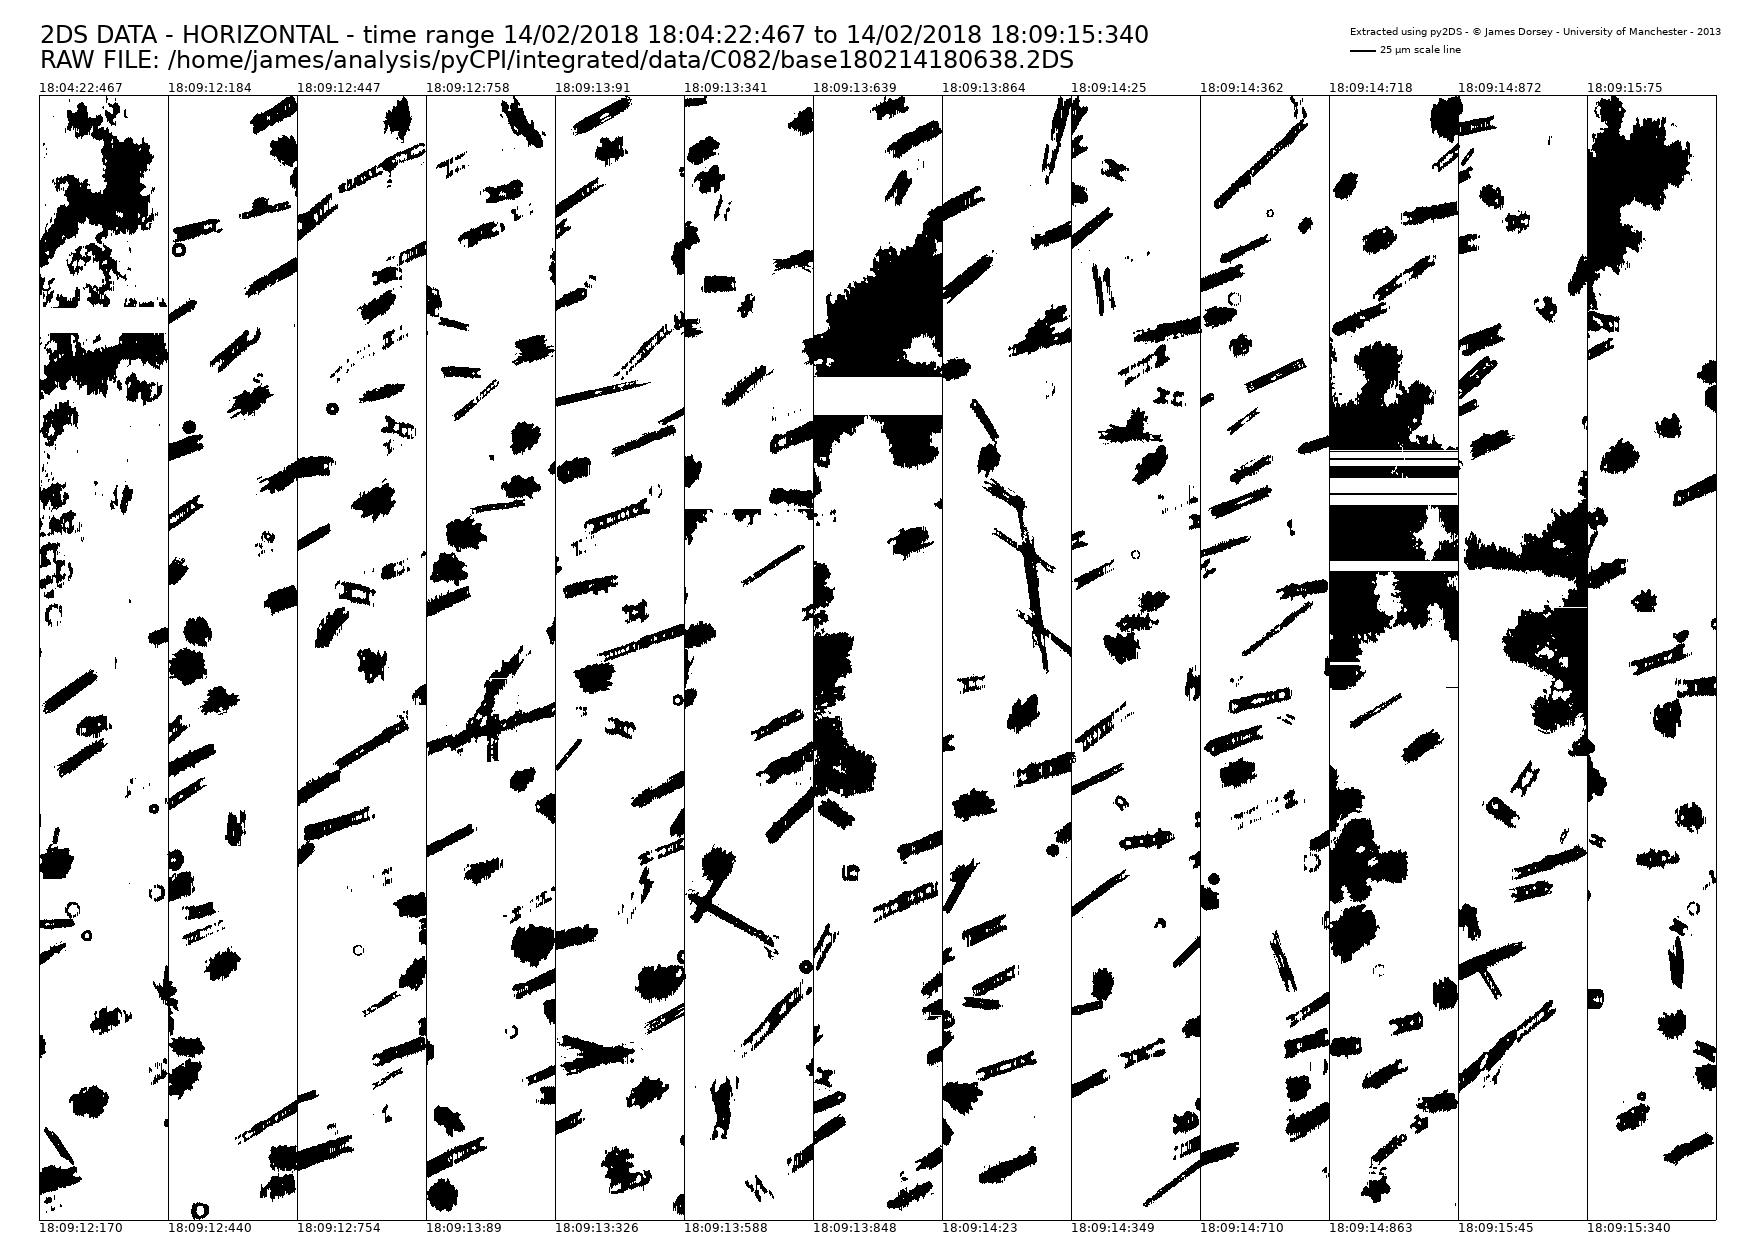 2DS DATA - HORIZONTAL - time range 14/02/2018 18:04:22:467 to 14/02/2018 18:09:15:340
RAW FILE: /home/james/analysis/pyCPI/integrated/data/C082/base180214180638.2DS
Extracted using py2DS - © James Dorsey - University of Manchester - 2013
25 µm scale line
18:04:22:467 18:09:12:184 18:09:12:447 18:09:12:758 18:09:13:91 18:09:13:341 18:09:13:639 18:09:13:864 18:09:14:25 18:09:14:362 18:09:14:718 18:09:14:872 18:09:15:75
18:09:12:170 18:09:12:440 18:09:12:754 18:09:13:89 18:09:13:326 18:09:13:588 18:09:13:848 18:09:14:23 18:09:14:349 18:09:14:710 18:09:14:863 18:09:15:45 18:09:15:340